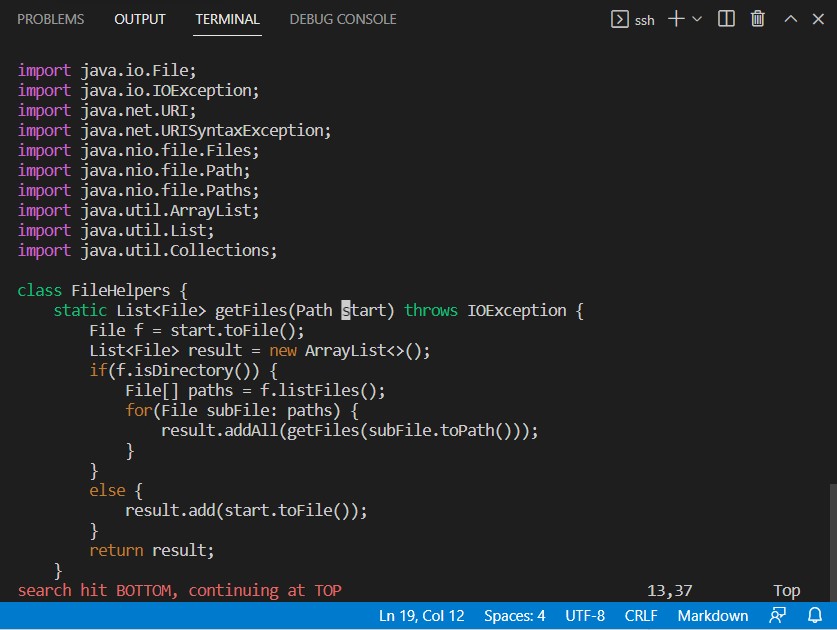 PROBLEMS OUTPUT TERMINAL DEBUG CONSOLE ssh
import java.io.File;
import java.io.IOException;
import java.net.URI;
import java.net.URISyntaxException;
import java.nio.file.Files;
import java.nio.file.Path;
import java.nio.file.Paths;
import java.util.ArrayList;
import java.util.List;
import java.util.Collections;
class FileHelpers {
    static List<File> getFiles(Path start) throws IOException {
        File f = start.toFile();
        List<File> result = new ArrayList<>();
        if(f.isDirectory()) {
            File[] paths = f.listFiles();
            for(File subFile: paths) {
                result.addAll(getFiles(subFile.toPath()));
            }
        }
        else {
            result.add(start.toFile());
        }
        return result;
    }
search hit BOTTOM, continuing at TOP 13,37 Top
Ln 19, Col 12 Spaces: 4 UTF-8 CRLF Markdown